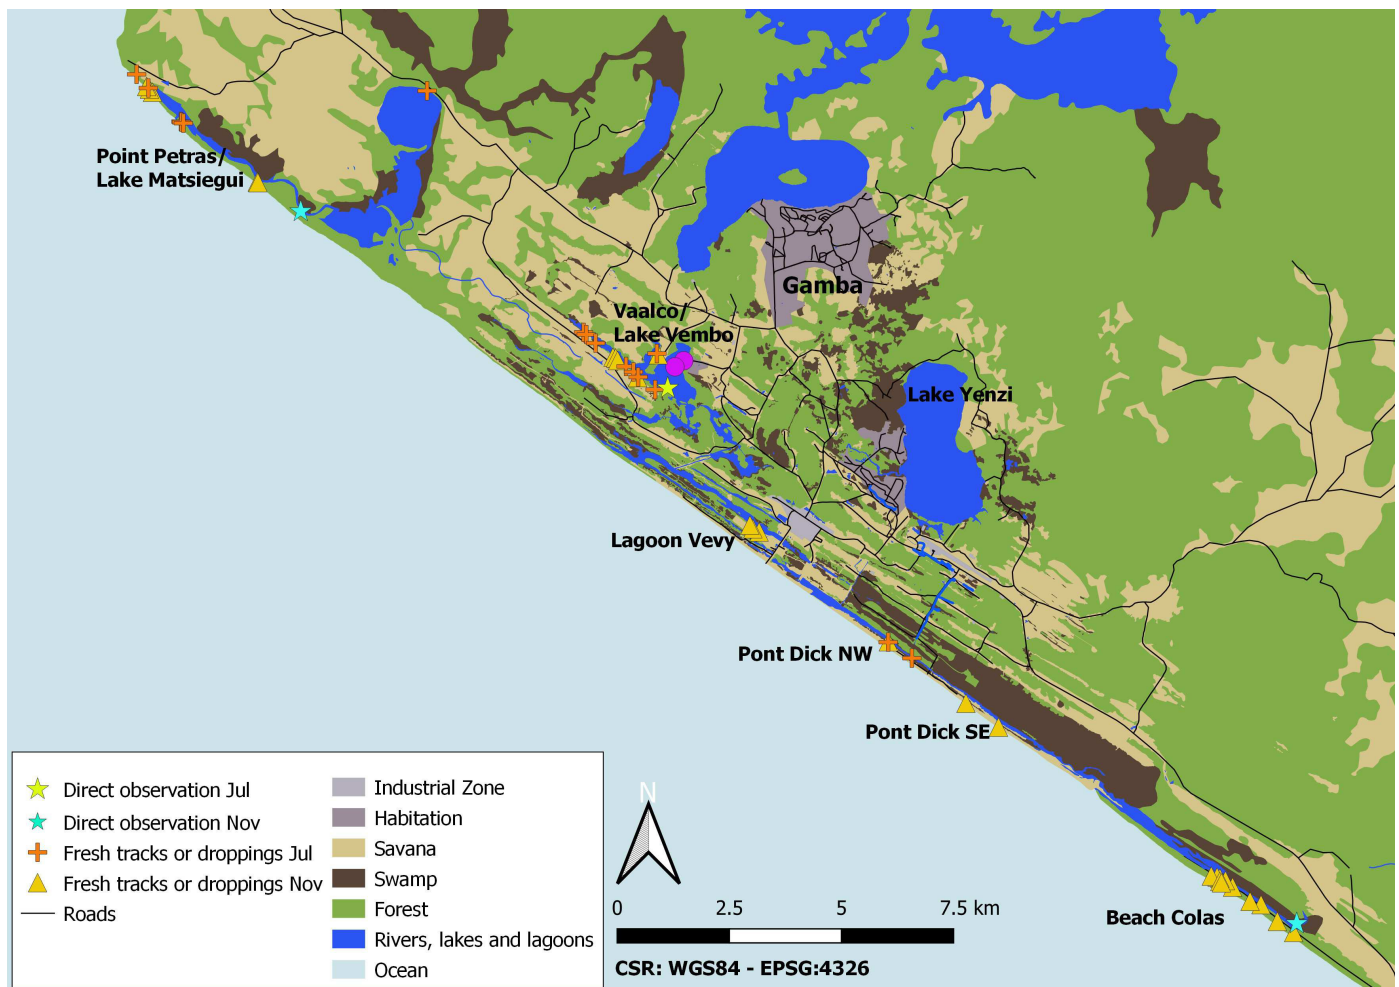 Point Petras/
Lake Matsiegui
Gamba
Vaalco/
Lake Vembo
Lake Yenzi
Lagoon Vevy
Pont Dick NW
Pont Dick SE
Beach Colas
Direct observation Jul
Direct observation Nov
Fresh tracks or droppings Jul
Fresh tracks or droppings Nov
Roads
Industrial Zone
Habitation
Savana
Swamp
Forest
Rivers, lakes and lagoons
Ocean
N
0 2.5 5 7.5 km
CSR: WGS84 - EPSG:4326